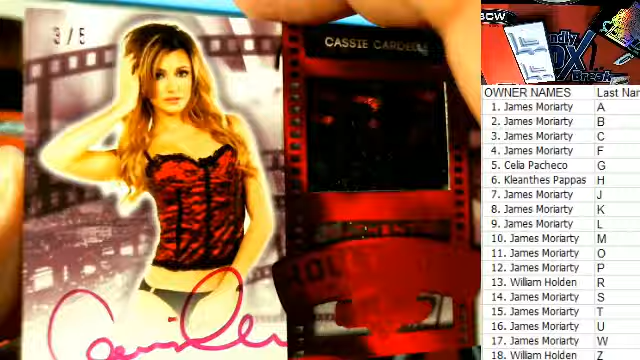 3/5
CASSIE CARDELLE
BCW
Break
OWNER NAMES Last Nar
1. James Moriarty A
2. James Moriarty B
3. James Moriarty C
4. James Moriarty F
5. Celia Pacheco G
6. Kleanthes Pappas H
7. James Moriarty J
8. James Moriarty K
9. James Moriarty L
10. James Moriarty M
11. James Moriarty O
12. James Moriarty P
13. William Holden R
14. James Moriarty S
15. James Moriarty T
16. James Moriarty U
17. James Moriarty W
18. William Holden Z